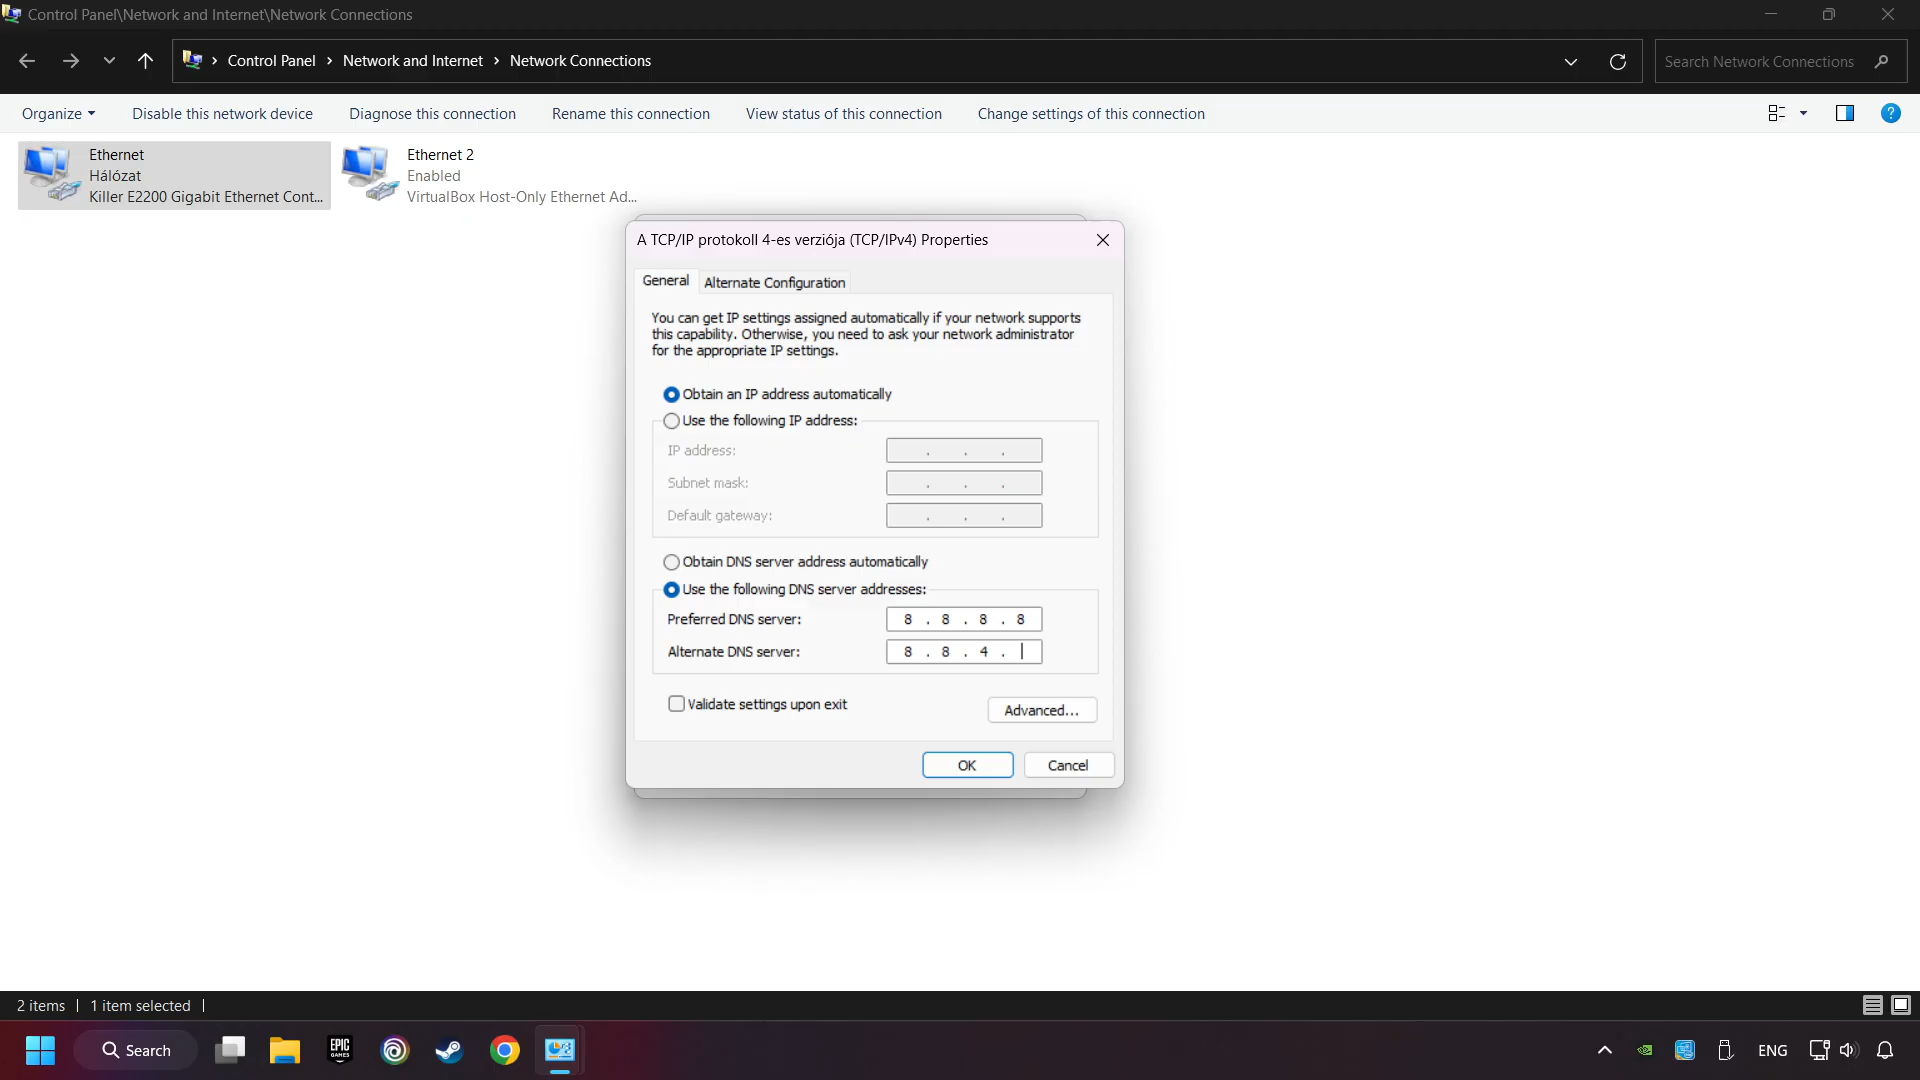 Control Panel\Network and Internet\Network Connections
Control Panel › Network and Internet › Network Connections
Search Network Connections
Organize
Disable this network device
Diagnose this connection
Rename this connection
View status of this connection
Change settings of this connection
?
Ethernet
Hálózat
Killer E2200 Gigabit Ethernet Cont...
Ethernet 2
Enabled
VirtualBox Host-Only Ethernet Ad...
A TCP/IP protokoll 4-es verziója (TCP/IPv4) Properties
General
Alternate Configuration
You can get IP settings assigned automatically if your network supports
this capability. Otherwise, you need to ask your network administrator
for the appropriate IP settings.
Obtain an IP address automatically
Use the following IP address:
IP address:
. . .
Subnet mask:
. . .
Default gateway:
. . .
Obtain DNS server address automatically
Use the following DNS server addresses:
Preferred DNS server:
8 . 8 . 8 . 8
Alternate DNS server:
8 . 8 . 4 .
Validate settings upon exit
Advanced...
OK
Cancel
2 items
1 item selected
Search
EPIC
GAMES
ENG